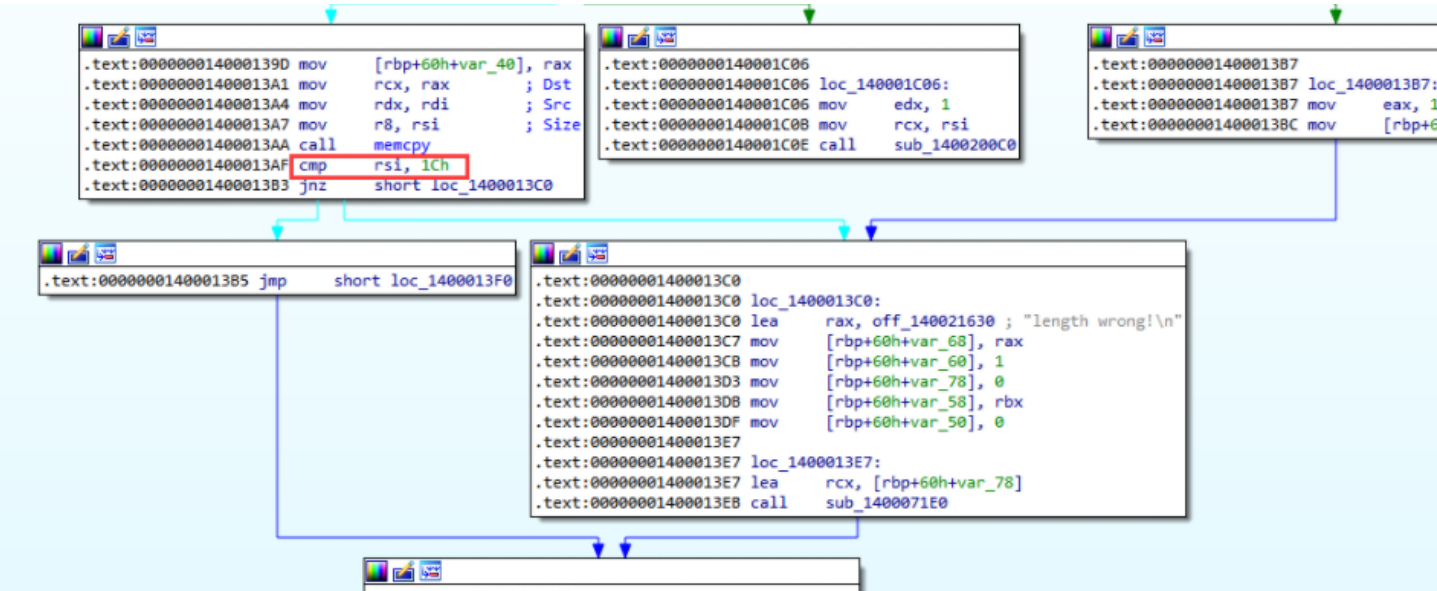 .text:000000014000139D mov [rbp+60h+var_40], rax
.text:00000001400013A1 mov rcx, rax ; Dst
.text:00000001400013A4 mov rdx, rdi ; Src
.text:00000001400013A7 mov r8, rsi ; Size
.text:00000001400013AA call memcpy
.text:00000001400013AF cmp rsi, 1Ch
.text:00000001400013B3 jnz short loc_1400013C0
.text:0000000140001C06
.text:0000000140001C06 loc_140001C06:
.text:0000000140001C06 mov edx, 1
.text:0000000140001C0B mov rcx, rsi
.text:0000000140001C0E call sub_1400200C0
.text:00000001400013B7
.text:00000001400013B7 loc_1400013B7:
.text:00000001400013B7 mov eax, 1
.text:00000001400013BC mov [rbp+6
.text:00000001400013B5 jmp short loc_1400013F0
.text:00000001400013C0
.text:00000001400013C0 loc_1400013C0:
.text:00000001400013C0 lea rax, off_140021630 ; "length wrong!\n"
.text:00000001400013C7 mov [rbp+60h+var_68], rax
.text:00000001400013CB mov [rbp+60h+var_60], 1
.text:00000001400013D3 mov [rbp+60h+var_78], 0
.text:00000001400013DB mov [rbp+60h+var_58], rbx
.text:00000001400013DF mov [rbp+60h+var_50], 0
.text:00000001400013E7
.text:00000001400013E7 loc_1400013E7:
.text:00000001400013E7 lea rcx, [rbp+60h+var_78]
.text:00000001400013EB call sub_1400071E0